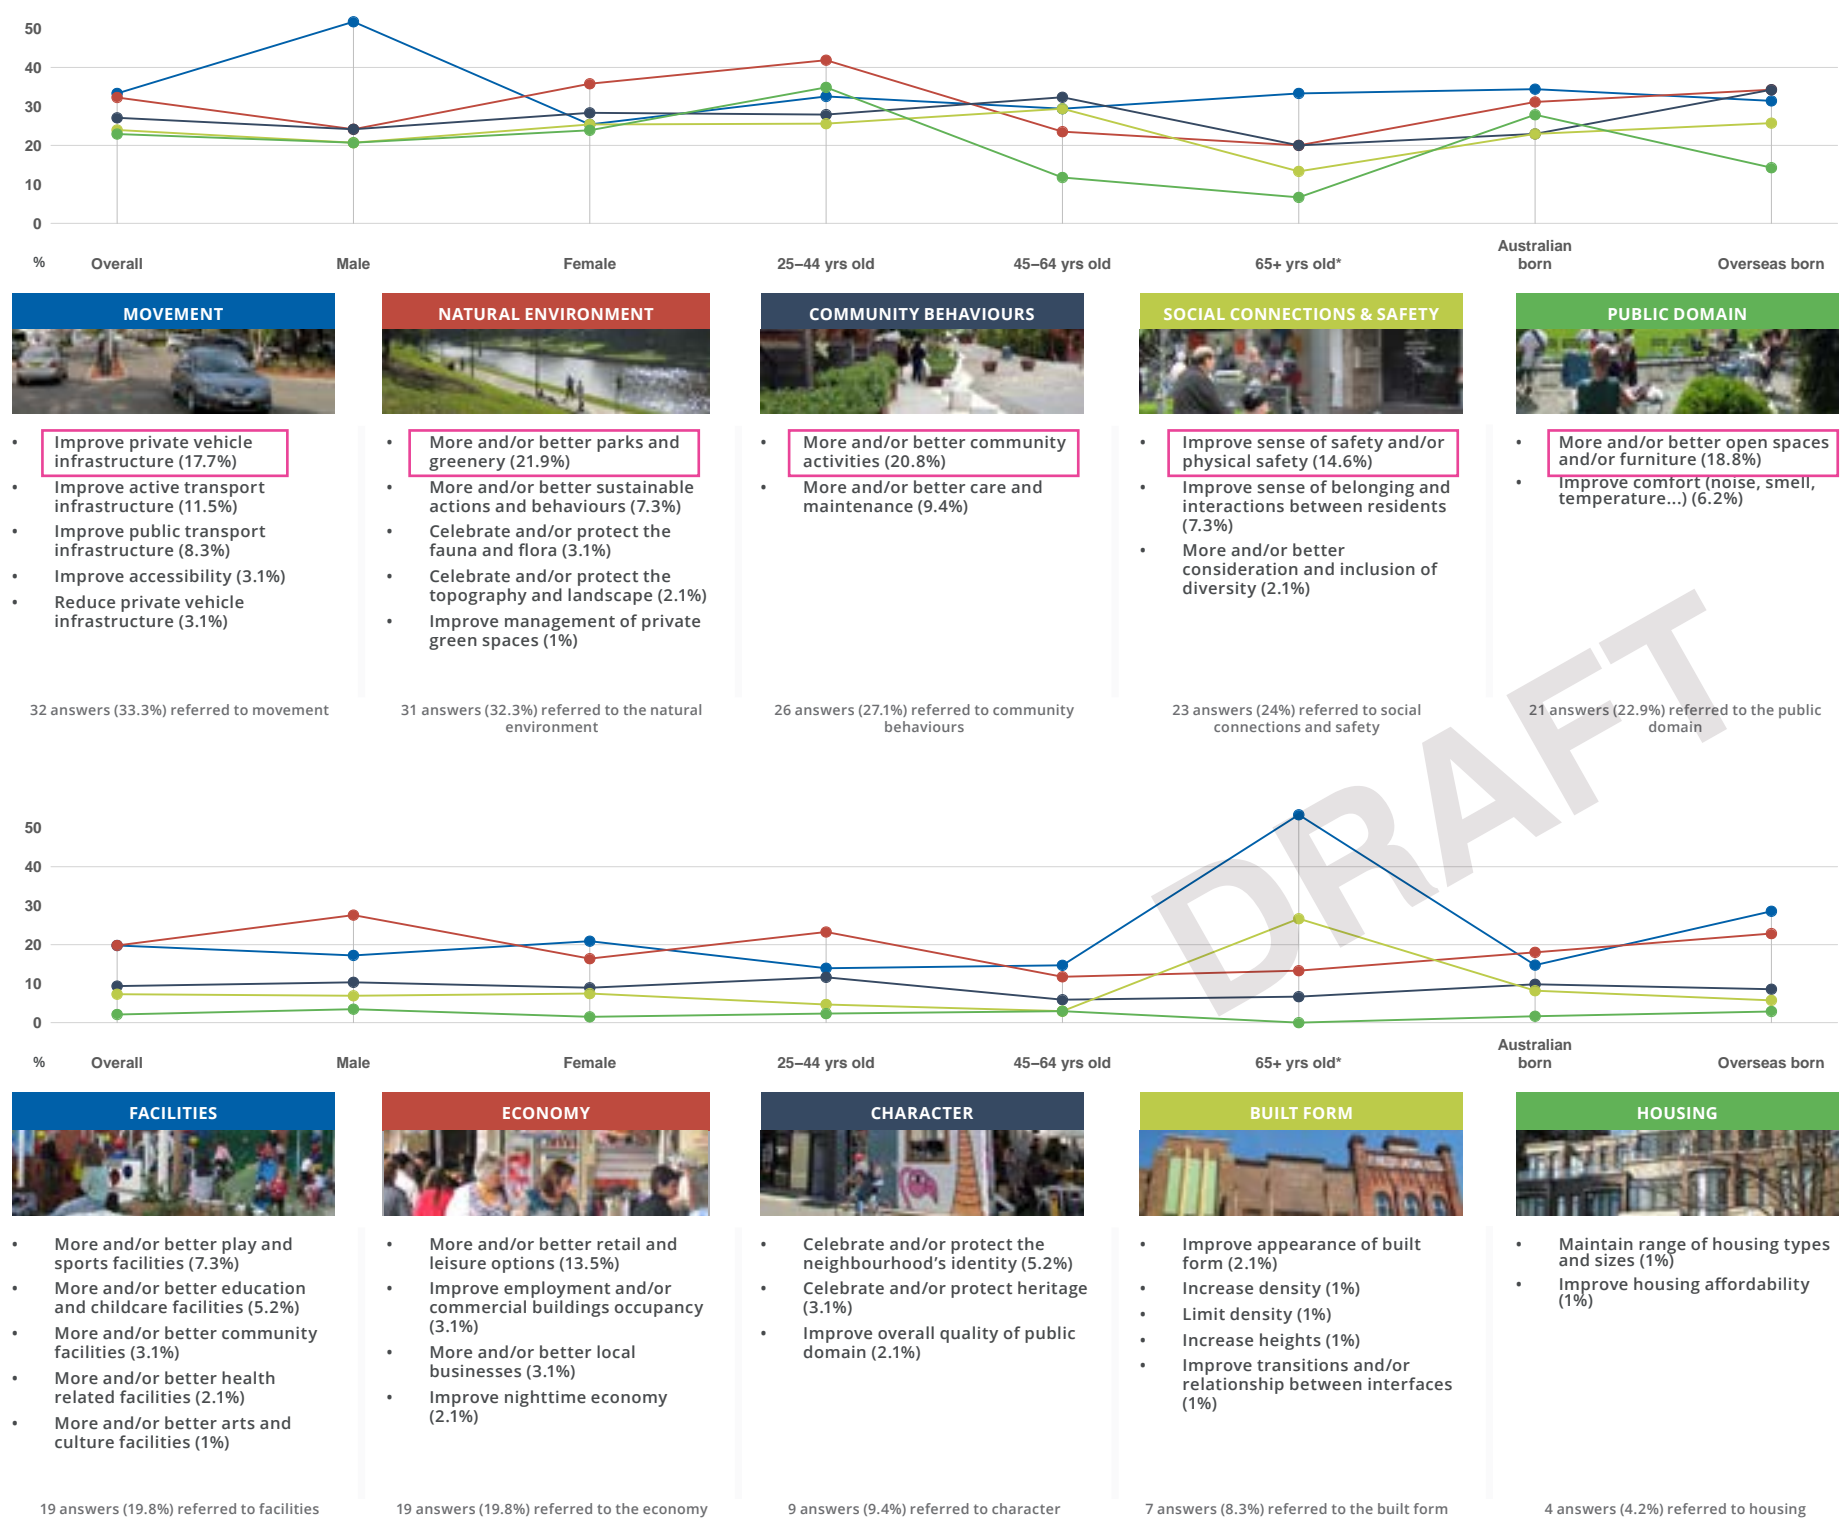 50
40
30
20
10
0
%
Overall
Male
Female
25–44 yrs old
45–64 yrs old
65+ yrs old*
Australian
born
Overseas born
MOVEMENT
• Improve private vehicle
infrastructure (17.7%)
• Improve active transport
infrastructure (11.5%)
• Improve public transport
infrastructure (8.3%)
• Improve accessibility (3.1%)
• Reduce private vehicle
infrastructure (3.1%)
32 answers (33.3%) referred to movement
NATURAL ENVIRONMENT
• More and/or better parks and
greenery (21.9%)
• More and/or better sustainable
actions and behaviours (7.3%)
• Celebrate and/or protect the
fauna and flora (3.1%)
• Celebrate and/or protect the
topography and landscape (2.1%)
• Improve management of private
green spaces (1%)
31 answers (32.3%) referred to the natural
environment
COMMUNITY BEHAVIOURS
• More and/or better community
activities (20.8%)
• More and/or better care and
maintenance (9.4%)
26 answers (27.1%) referred to community
behaviours
SOCIAL CONNECTIONS & SAFETY
• Improve sense of safety and/or
physical safety (14.6%)
• Improve sense of belonging and
interactions between residents
(7.3%)
• More and/or better
consideration and inclusion of
diversity (2.1%)
23 answers (24%) referred to social
connections and safety
PUBLIC DOMAIN
• More and/or better open spaces
and/or furniture (18.8%)
• Improve comfort (noise, smell,
temperature...) (6.2%)
21 answers (22.9%) referred to the public
domain
DRAFT
50
40
30
20
10
0
%
Overall
Male
Female
25–44 yrs old
45–64 yrs old
65+ yrs old*
Australian
born
Overseas born
FACILITIES
• More and/or better play and
sports facilities (7.3%)
• More and/or better education
and childcare facilities (5.2%)
• More and/or better community
facilities (3.1%)
• More and/or better health
related facilities (2.1%)
• More and/or better arts and
culture facilities (1%)
19 answers (19.8%) referred to facilities
ECONOMY
• More and/or better retail and
leisure options (13.5%)
• Improve employment and/or
commercial buildings occupancy
(3.1%)
• More and/or better local
businesses (3.1%)
• Improve nighttime economy
(2.1%)
19 answers (19.8%) referred to the economy
CHARACTER
• Celebrate and/or protect the
neighbourhood’s identity (5.2%)
• Celebrate and/or protect heritage
(3.1%)
• Improve overall quality of public
domain (2.1%)
9 answers (9.4%) referred to character
BUILT FORM
• Improve appearance of built
form (2.1%)
• Increase density (1%)
• Limit density (1%)
• Increase heights (1%)
• Improve transitions and/or
relationship between interfaces
(1%)
7 answers (8.3%) referred to the built form
HOUSING
• Maintain range of housing types
and sizes (1%)
• Improve housing affordability
(1%)
4 answers (4.2%) referred to housing